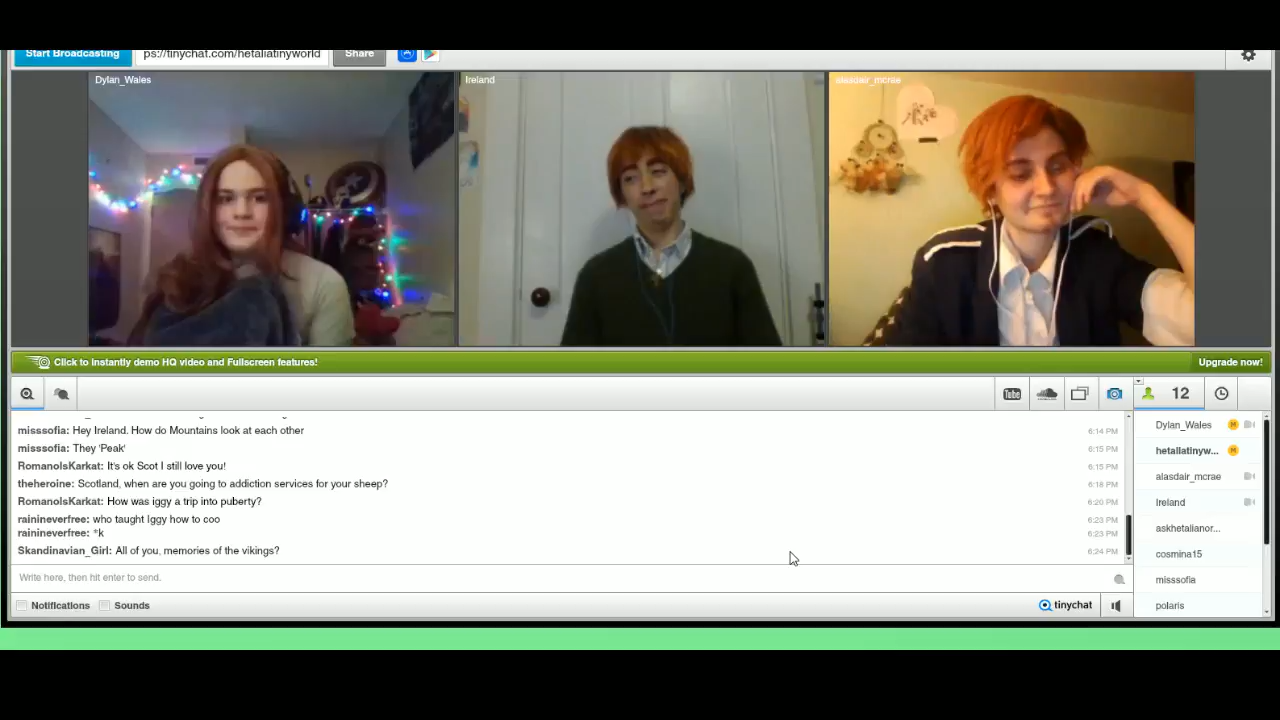 Start Broadcasting
ps://tinychat.com/hetaliatinyworld
Share
Dylan_Wales
Ireland
alasdair_mcrae
Click to instantly demo HQ video and Fullscreen features!
Upgrade now!
You Tube
12
misssofia: Hey Ireland. How do Mountains look at each other
6:14 PM
misssofia: They 'Peak'
6:15 PM
RomanoIsKarkat: It's ok Scot I still love you!
6:15 PM
theheroine: Scotland, when are you going to addiction services for your sheep?
6:18 PM
RomanoIsKarkat: How was iggy a trip into puberty?
6:20 PM
rainineverfree: who taught Iggy how to coo
6:23 PM
rainineverfree: *k
6:23 PM
Skandinavian_Girl: All of you, memories of the vikings?
6:24 PM
Write here, then hit enter to send.
Notifications
Sounds
tinychat
Dylan_Wales
M
hetaliatinyw...
M
alasdair_mcrae
Ireland
askhetalianor...
cosmina15
misssofia
polaris